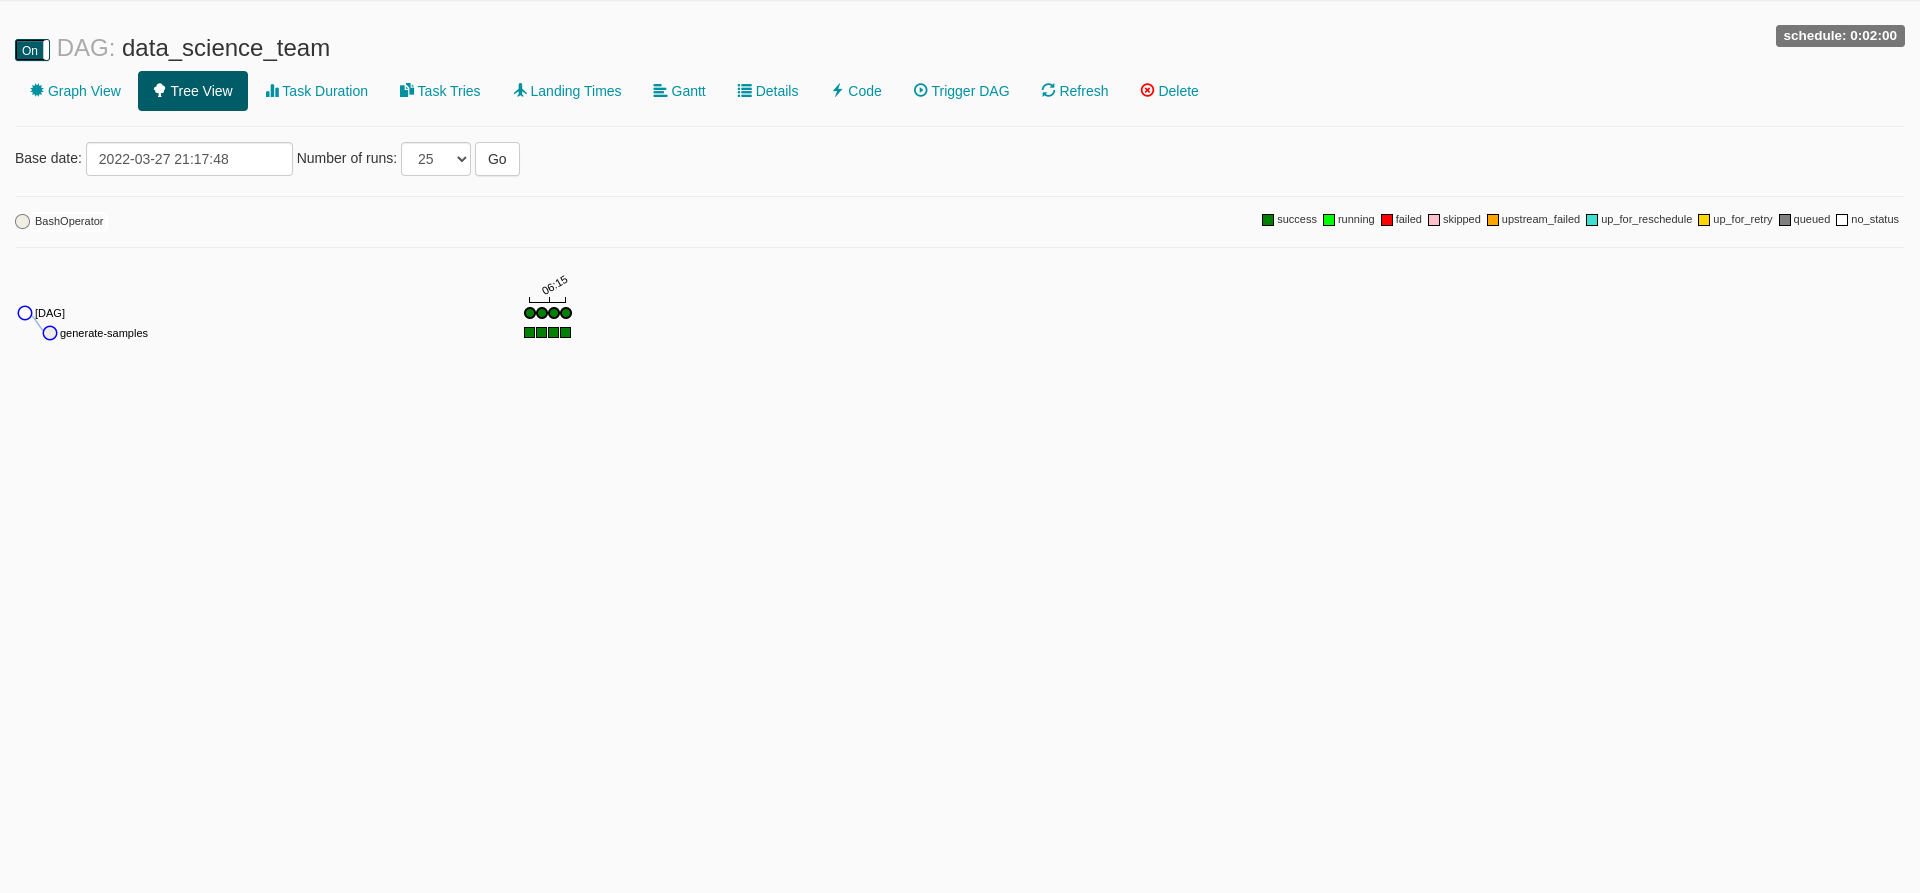 On DAG: data_science_team
schedule: 0:02:00
Graph View Tree View Task Duration Task Tries Landing Times Gantt Details Code Trigger DAG Refresh Delete
Base date: 2022-03-27 21:17:48 Number of runs: 25 Go
BashOperator
success running failed skipped upstream_failed up_for_reschedule up_for_retry queued no_status
06:15
[DAG]
generate-samples